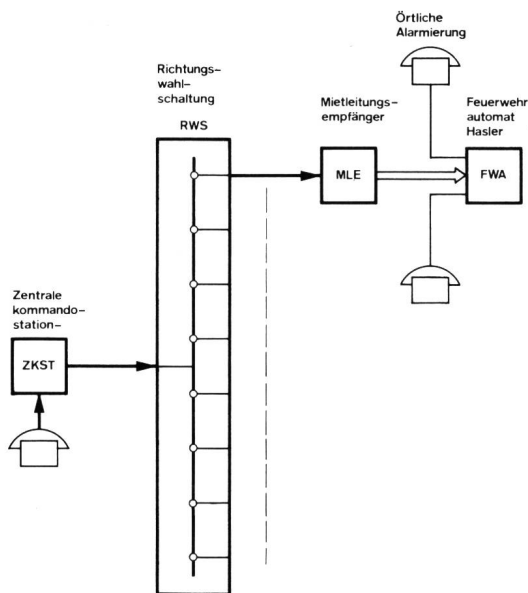 Örtliche
Alarmierung
Richtungs-
wahl-
schaltung
RWS
Mietleitungs-
empfänger
Feuerwehr
automat
Hasler
MLE
FWA
Zentrale
kommando-
station-
ZKST